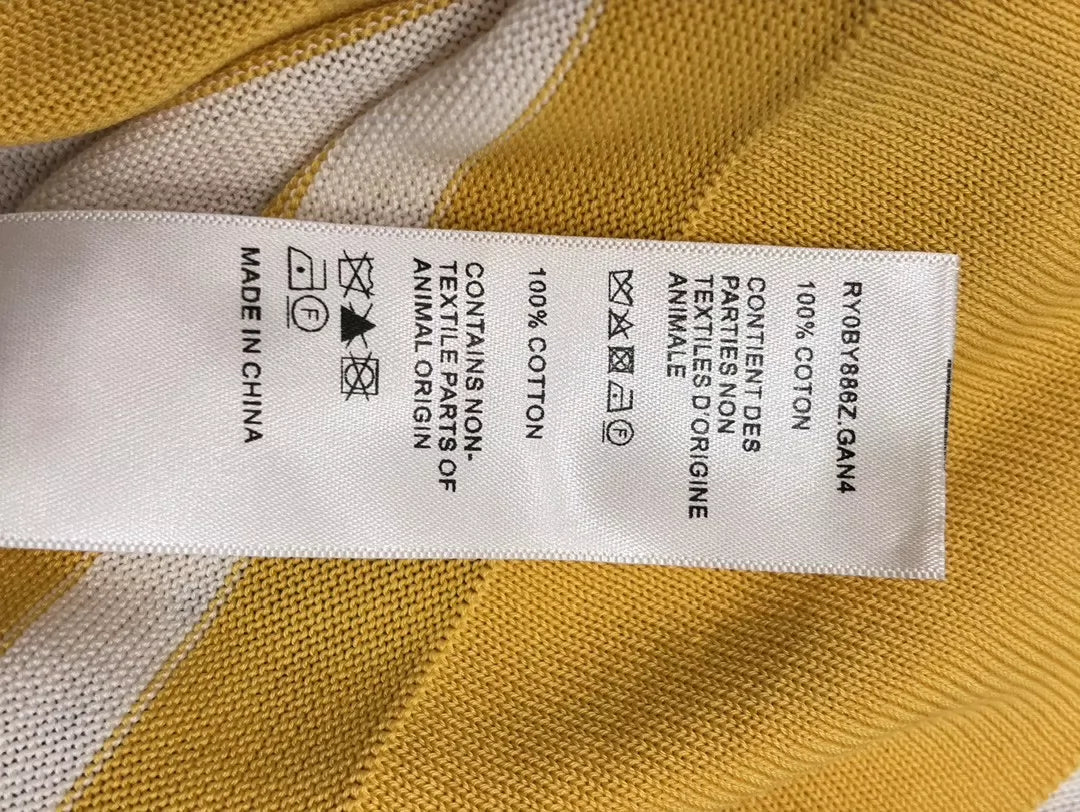 RY0BY886Z.GAN4
100% COTON
CONTIENT DES
PARTIES NON
TEXTILES D'ORIGINE
ANIMALE
F
100% COTTON
CONTAINS NON-
TEXTILE PARTS OF
ANIMAL ORIGIN
F
MADE IN CHINA